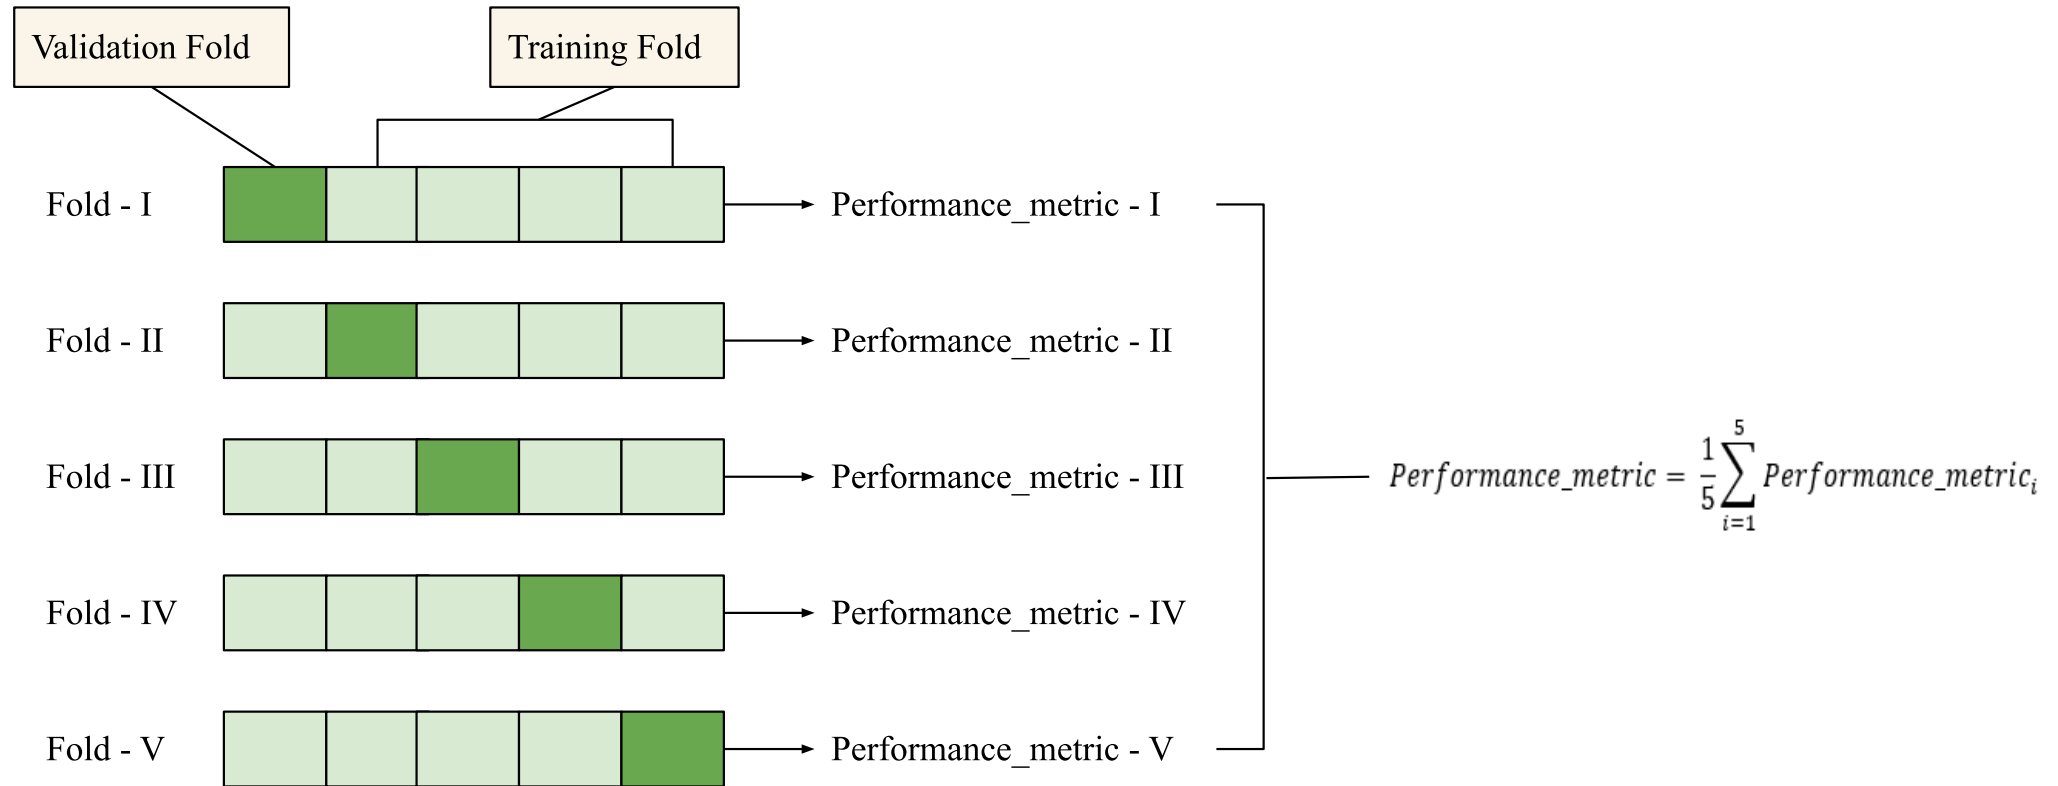 Validation Fold
Training Fold
Fold - I
Performance_metric - I
Fold - II
Performance_metric - II
Fold - III
Performance_metric - III
Fold - IV
Performance_metric - IV
Fold - V
Performance_metric - V
Performance_metric = 1/5 ∑_{i=1}^{5} Performance_metric_i